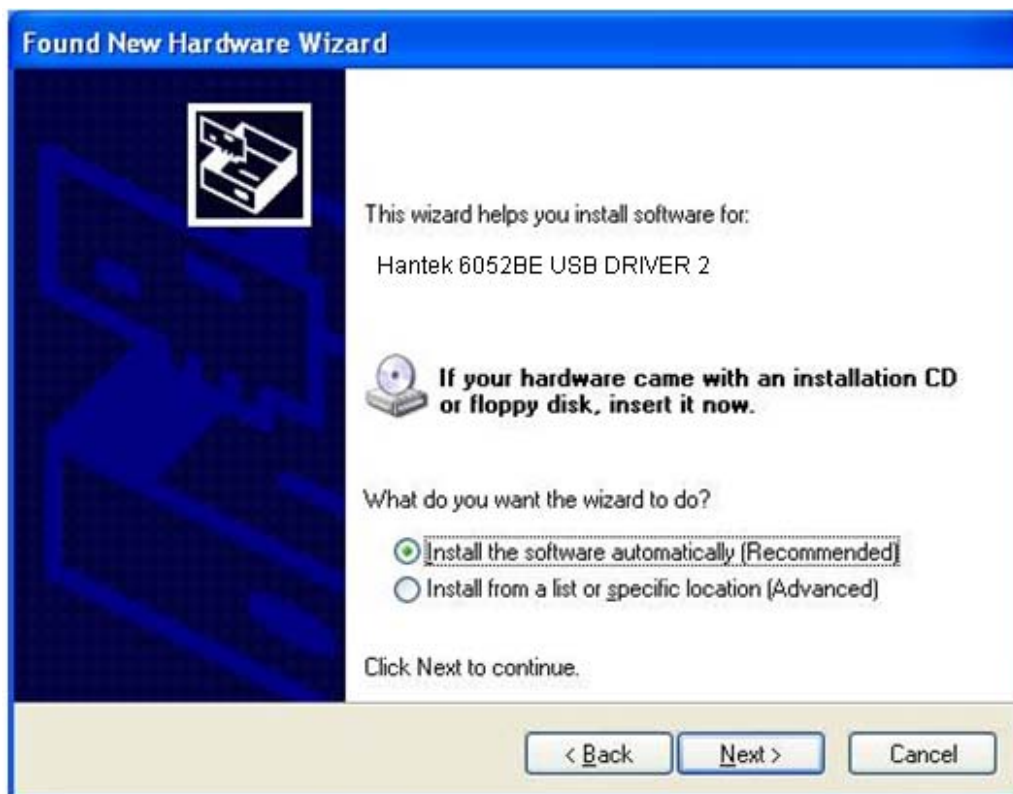 Found New Hardware Wizard
This wizard helps you install software for:
Hantek 6052BE USB DRIVER 2
If your hardware came with an installation CD
or floppy disk, insert it now.
What do you want the wizard to do?
Install the software automatically (Recommended)
Install from a list or specific location (Advanced)
Click Next to continue.
< Back Next > Cancel